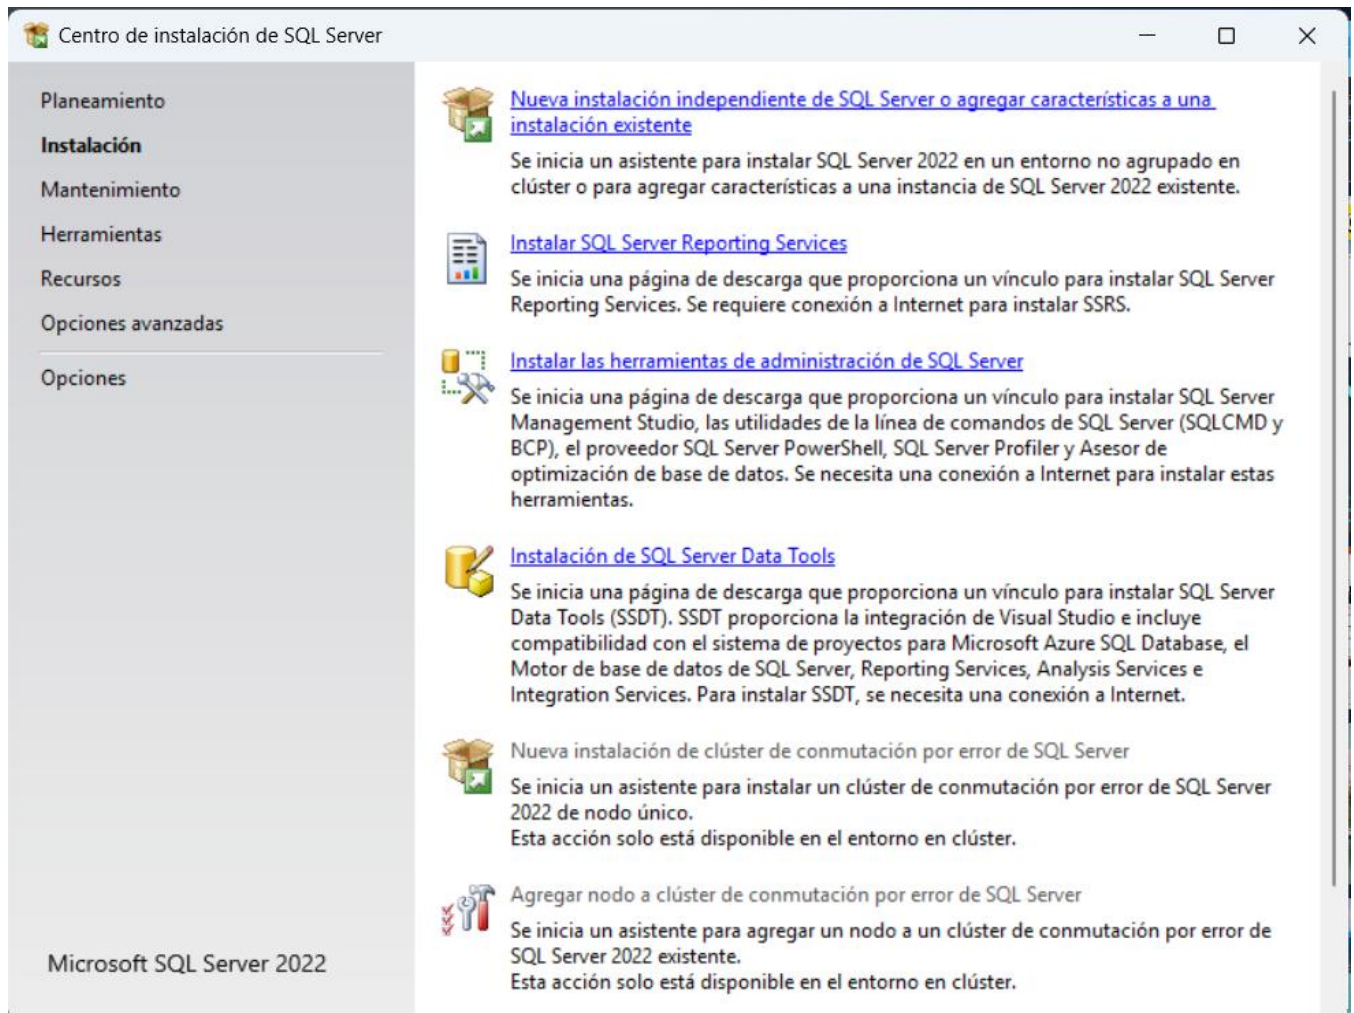 Centro de instalación de SQL Server
Planeamiento
Instalación
Mantenimiento
Herramientas
Recursos
Opciones avanzadas
Opciones
Microsoft SQL Server 2022
Nueva instalación independiente de SQL Server o agregar características a una
instalación existente
Se inicia un asistente para instalar SQL Server 2022 en un entorno no agrupado en
clúster o para agregar características a una instancia de SQL Server 2022 existente.
Instalar SQL Server Reporting Services
Se inicia una página de descarga que proporciona un vínculo para instalar SQL Server
Reporting Services. Se requiere conexión a Internet para instalar SSRS.
Instalar las herramientas de administración de SQL Server
Se inicia una página de descarga que proporciona un vínculo para instalar SQL Server
Management Studio, las utilidades de la línea de comandos de SQL Server (SQLCMD y
BCP), el proveedor SQL Server PowerShell, SQL Server Profiler y Asesor de
optimización de base de datos. Se necesita una conexión a Internet para instalar estas
herramientas.
Instalación de SQL Server Data Tools
Se inicia una página de descarga que proporciona un vínculo para instalar SQL Server
Data Tools (SSDT). SSDT proporciona la integración de Visual Studio e incluye
compatibilidad con el sistema de proyectos para Microsoft Azure SQL Database, el
Motor de base de datos de SQL Server, Reporting Services, Analysis Services e
Integration Services. Para instalar SSDT, se necesita una conexión a Internet.
Nueva instalación de clúster de conmutación por error de SQL Server
Se inicia un asistente para instalar un clúster de conmutación por error de SQL Server
2022 de nodo único.
Esta acción solo está disponible en el entorno en clúster.
Agregar nodo a clúster de conmutación por error de SQL Server
Se inicia un asistente para agregar un nodo a un clúster de conmutación por error de
SQL Server 2022 existente.
Esta acción solo está disponible en el entorno en clúster.